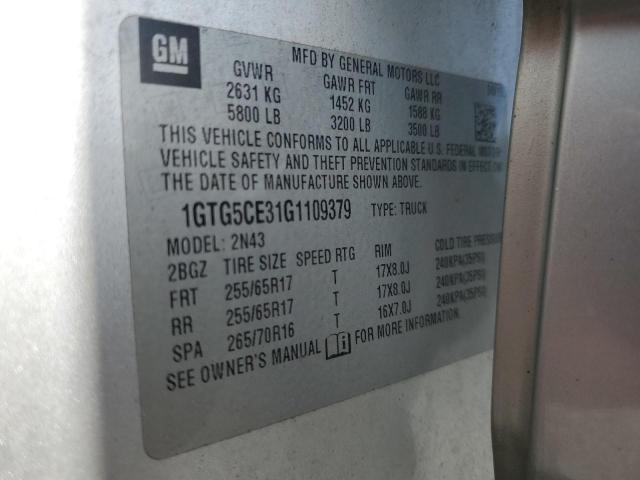 GM
MFD BY GENERAL MOTORS LLC
GVWR GAWR FRT GAWR RR
2631 KG 1452 KG 1588 KG
5800 LB 3200 LB 3500 LB
THIS VEHICLE CONFORMS TO ALL APPLICABLE U.S. FEDERAL MOTOR
VEHICLE SAFETY AND THEFT PREVENTION STANDARDS IN EFFECT ON
THE DATE OF MANUFACTURE SHOWN ABOVE.
1GTG5CE31G1109379 TYPE: TRUCK
MODEL: 2N43
2BGZ TIRE SIZE SPEED RTG RIM COLD TIRE PRESSURE
FRT 255/65R17 T 17X8.0J 240KPA(35PSI)
RR 255/65R17 T 17X8.0J 240KPA(35PSI)
SPA 265/70R16 T 16X7.0J 240KPA(35PSI)
SEE OWNER'S MANUAL FOR MORE INFORMATION.